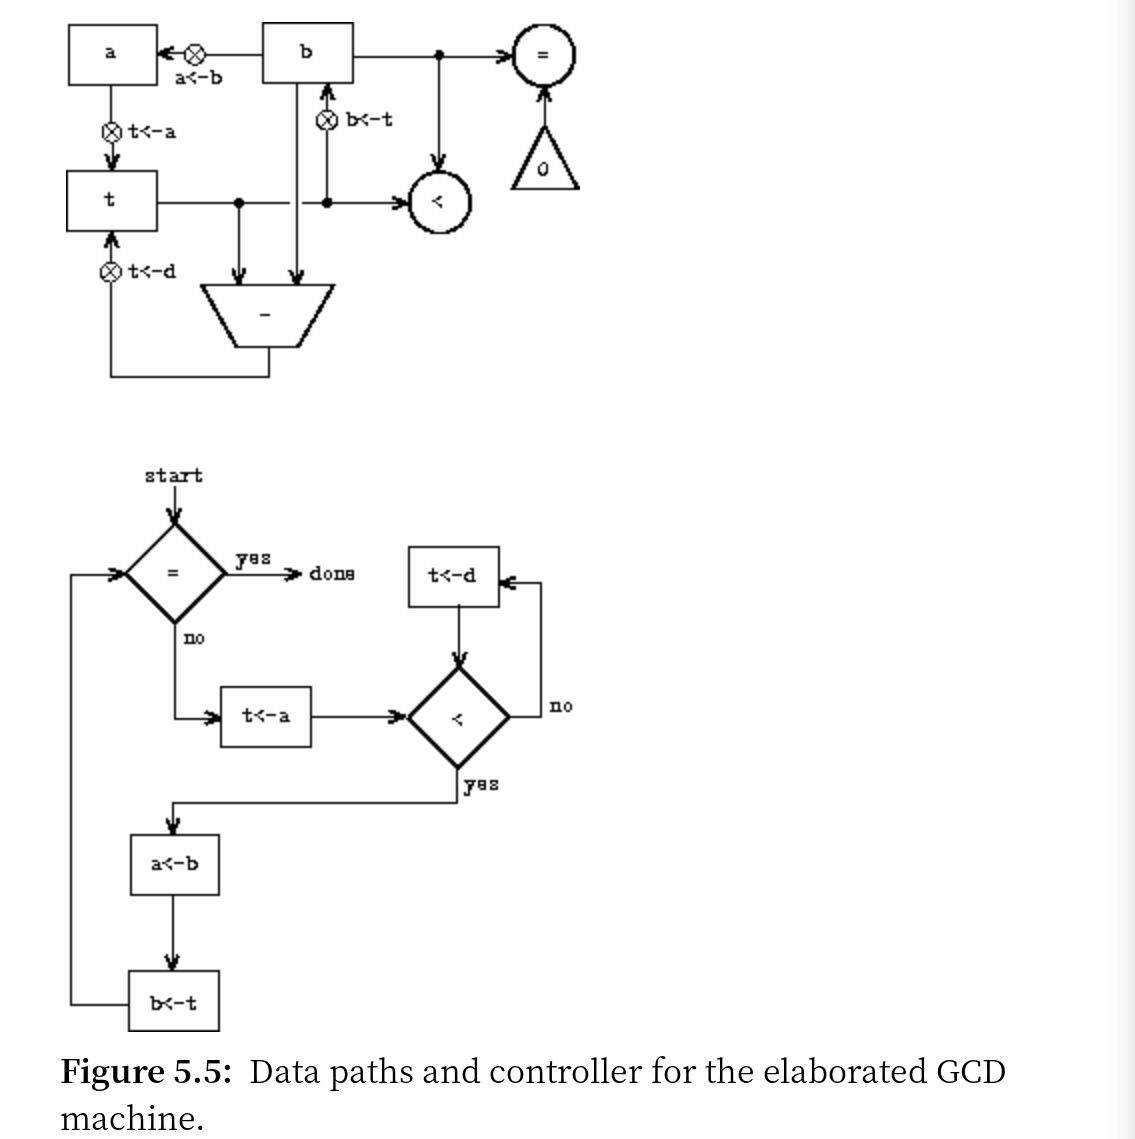 a
a<-b
b
=
t<-a
b<-t
0
t
<
t<-d
-
start
=
yes
done
t<-d
no
t<-a
<
no
yes
a<-b
b<-t
Figure 5.5: Data paths and controller for the elaborated GCD
machine.